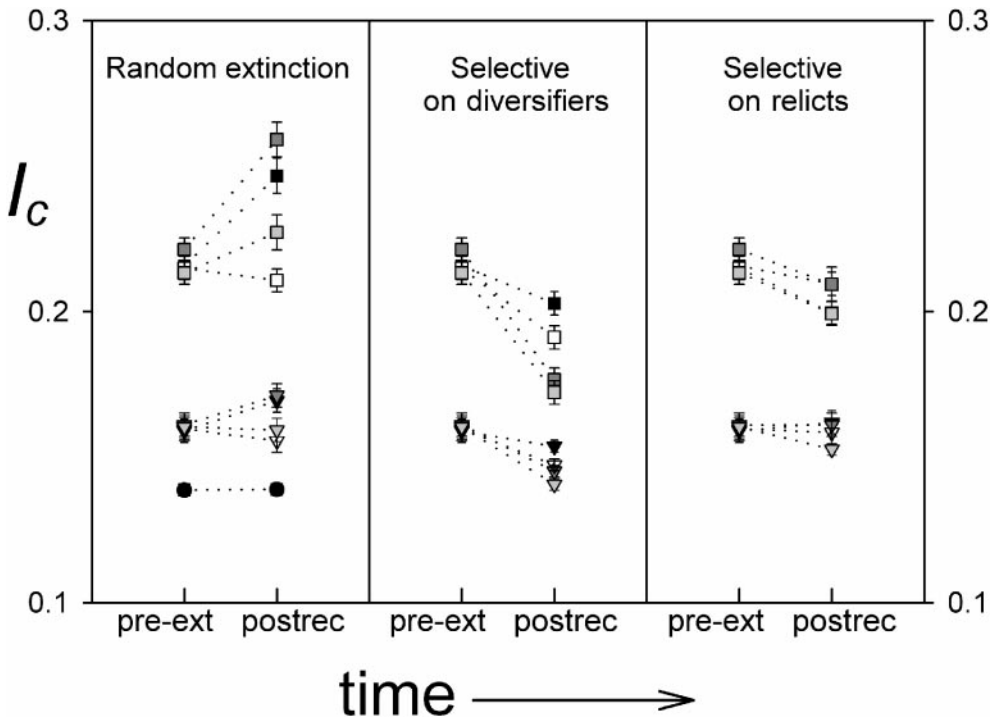 0.3
0.3
Random extinction
Selective
on diversifiers
Selective
on relicts
Ic
0.2
0.2
0.1
0.1
pre-ext postrec
pre-ext postrec
pre-ext postrec
time